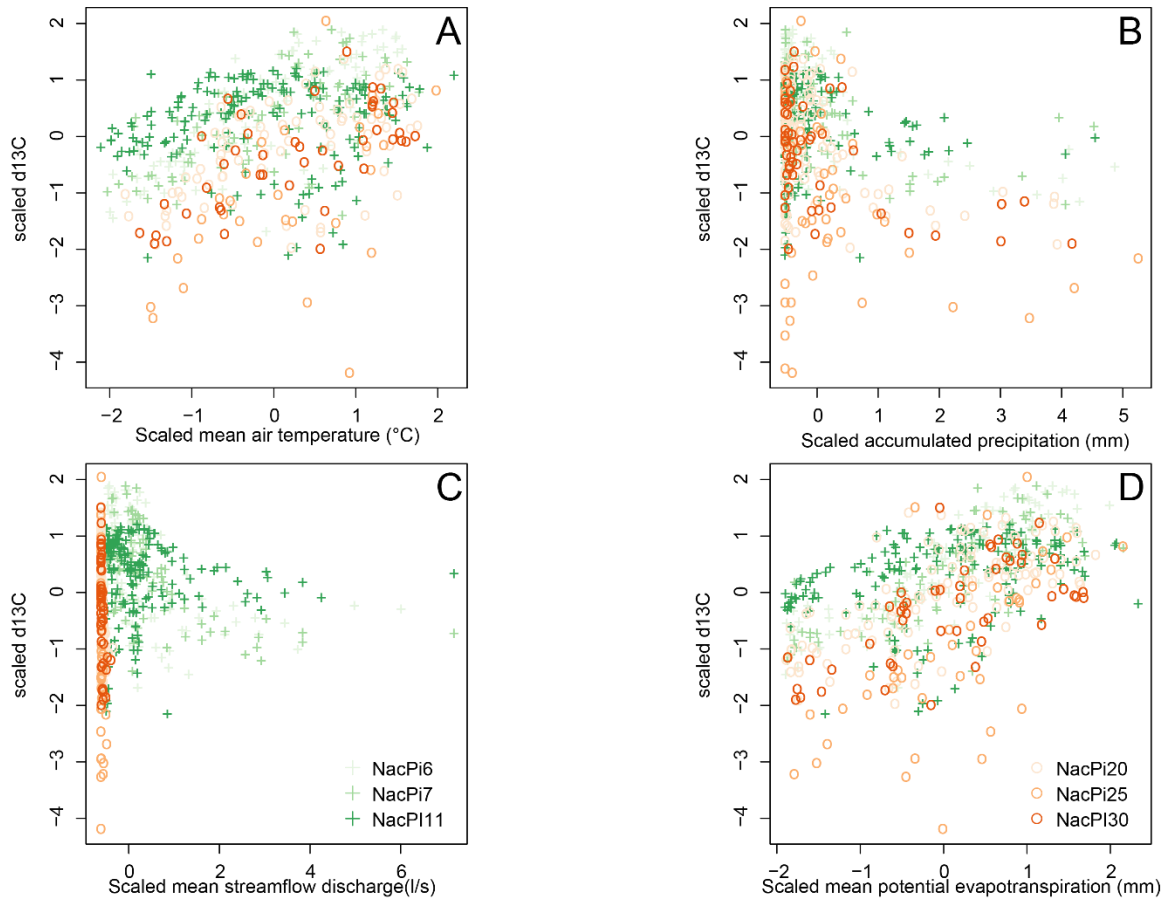 A
2
1
0
−1
−2
−3
−4
scaled d13C
−2 −1 0 1 2
Scaled mean air temperature (°C)
B
2
1
0
−1
−2
−3
−4
scaled d13C
0 1 2 3 4 5
Scaled accumulated precipitation (mm)
C
2
1
0
−1
−2
−3
−4
scaled d13C
NacPi6
NacPi7
NacPI11
0 2 4 6
Scaled mean streamflow discharge(l/s)
D
2
1
0
−1
−2
−3
−4
scaled d13C
NacPi20
NacPi25
NacPI30
−2 −1 0 1 2
Scaled mean potential evapotranspiration (mm)